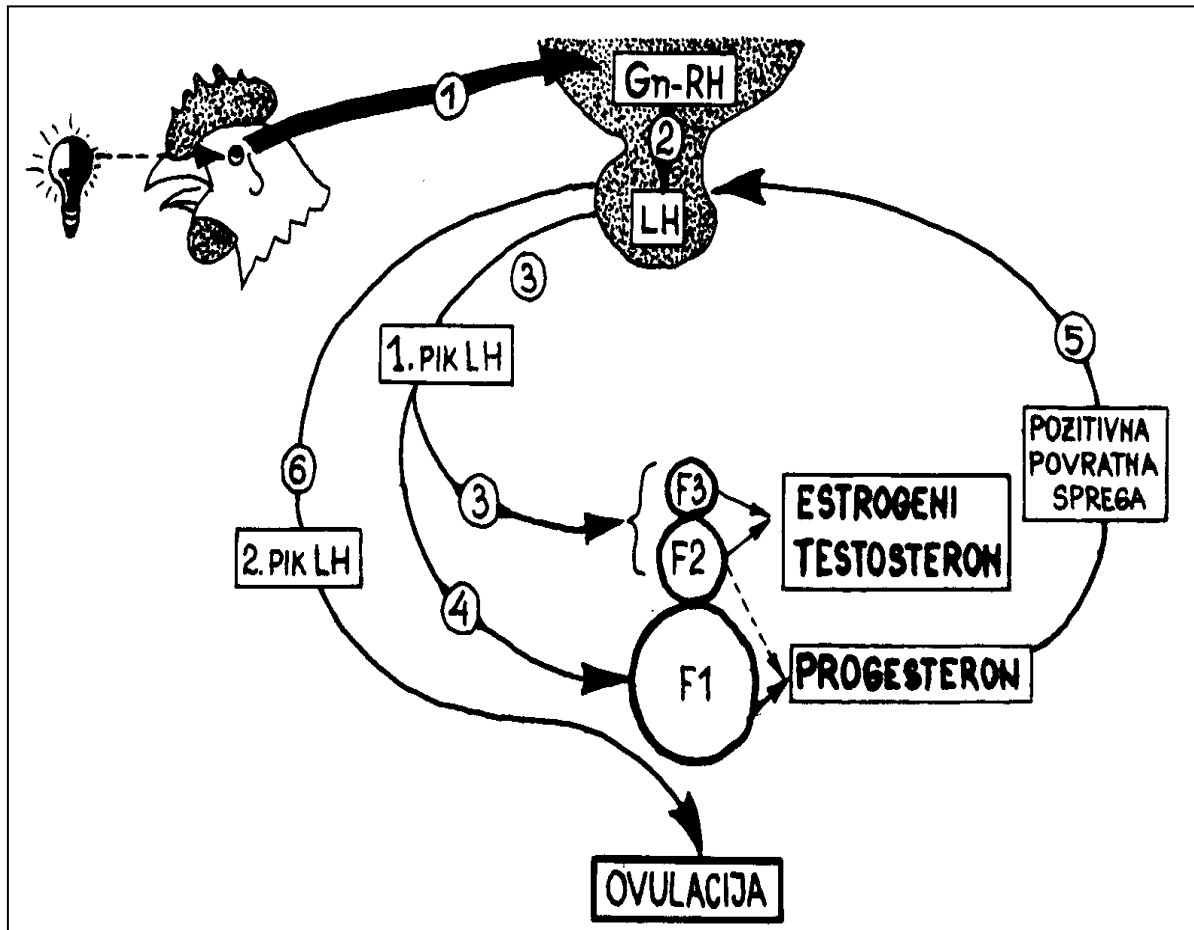 1
Gn-RH
2
LH
3
1. PIK LH
5
POZITIVNA
POVRATNA
SPREGA
6
3
F3
F2
ESTROGENI
TESTOSTERON
2. PIK LH
4
F1
PROGESTERON
OVULACIJA